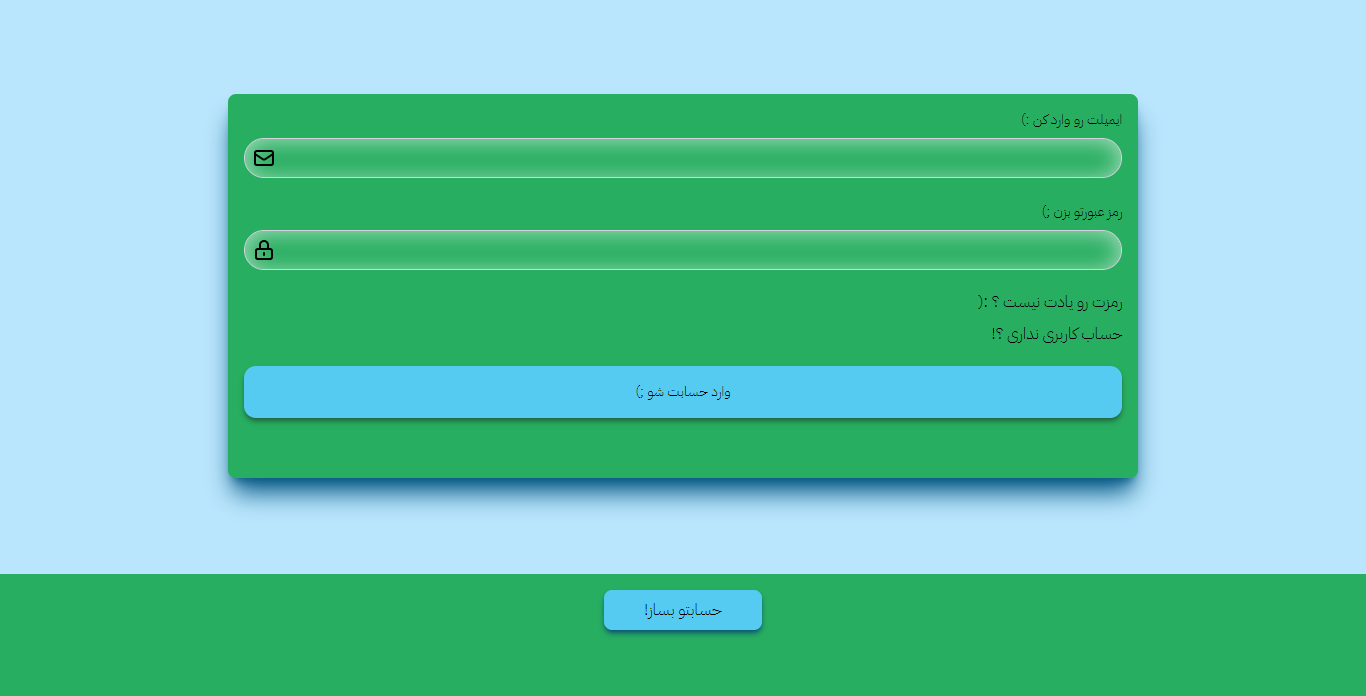 ایمیلت رو وارد کن :)
رمز عبورتو بزن ;)
رمزت رو یادت نیست ؟ :(
حساب کاربری نداری ؟!
وارد حسابت شو ;)
حسابتو بساز!